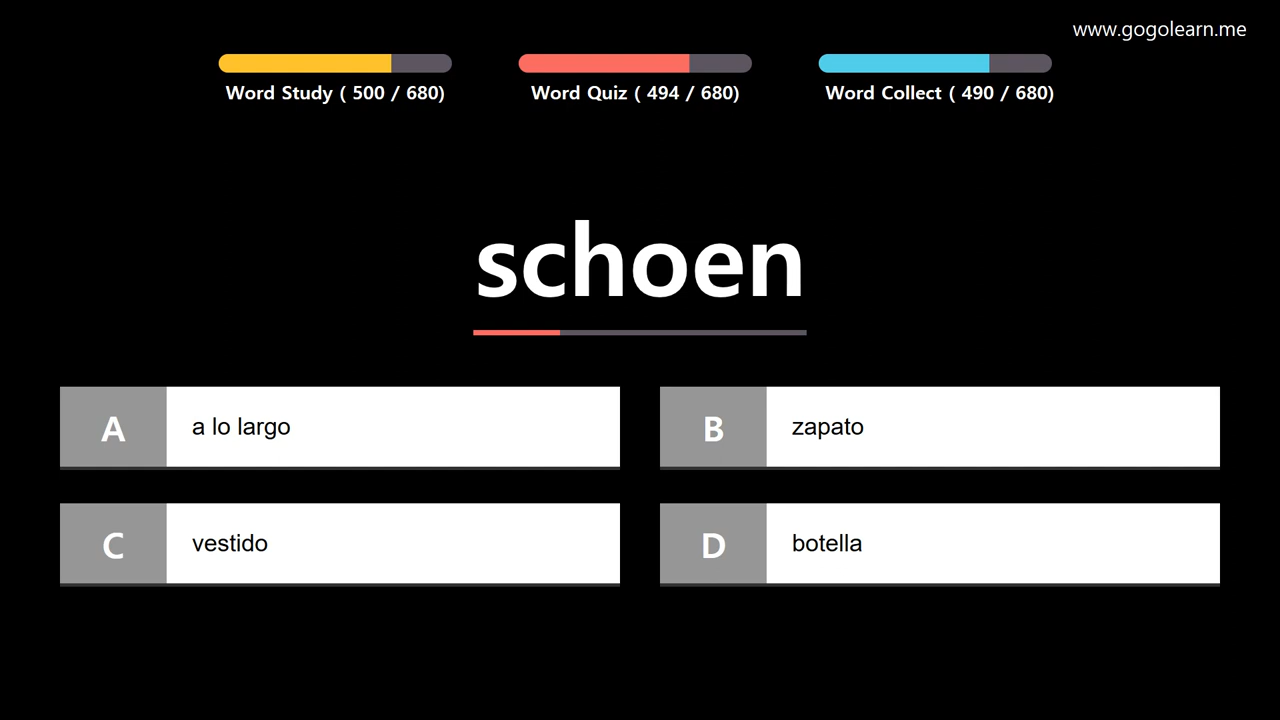 www.gogolearn.me
Word Study ( 500 / 680)
Word Quiz ( 494 / 680)
Word Collect ( 490 / 680)
schoen
A a lo largo
B zapato
C vestido
D botella